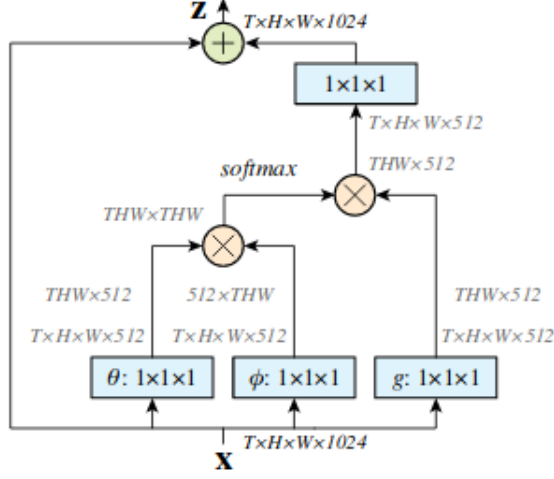 z
T×H×W×1024
+
1×1×1
T×H×W×512
softmax
THW×512
×
THW×THW
×
THW×512
512×THW
THW×512
T×H×W×512
T×H×W×512
T×H×W×512
θ: 1×1×1
ϕ: 1×1×1
g: 1×1×1
T×H×W×1024
x